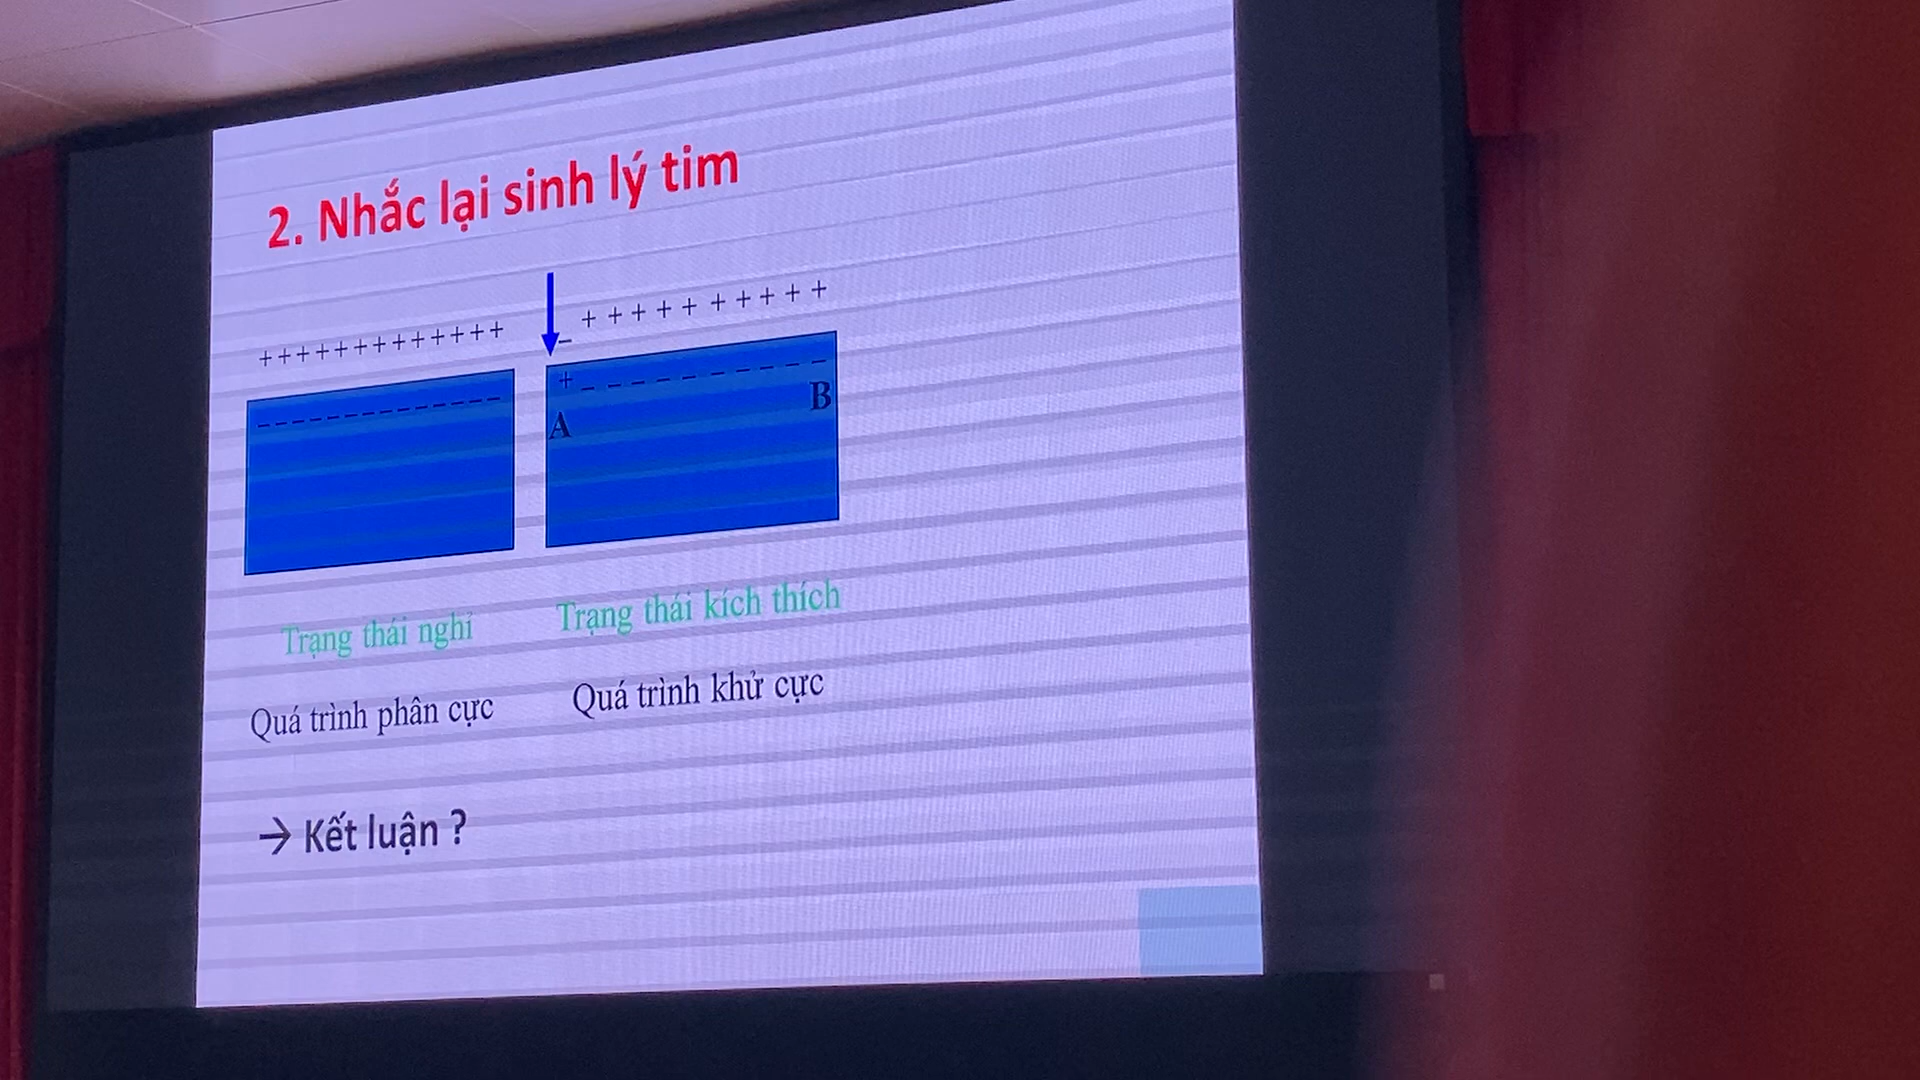 2. Nhắc lại sinh lý tim
+++++++++++++
+ + + + + + + + + +
–
+
– – – – – – – – – – – – –
– – – – – – – – – –
A
B
Trạng thái nghỉ
Trạng thái kích thích
Quá trình phân cực
Quá trình khử cực
→ Kết luận ?